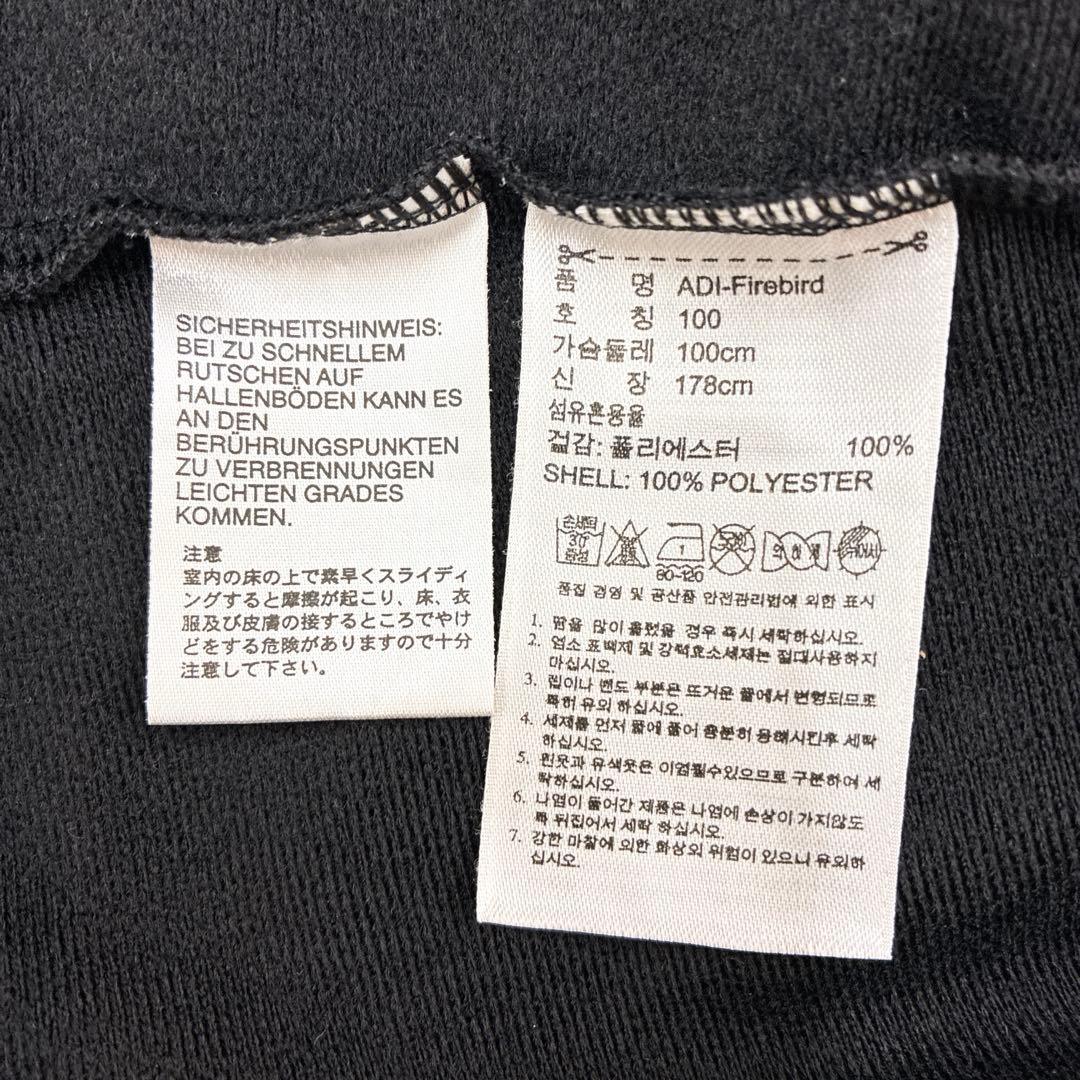 SICHERHEITSHINWEIS:
BEI ZU SCHNELLEM
RUTSCHEN AUF
HALLENBÖDEN KANN ES
AN DEN
BERÜHRUNGSPUNKTEN
ZU VERBRENNUNGEN
LEICHTEN GRADES
KOMMEN.
注意
室内の床の上で素早くスライディ
ングすると摩擦が起こり、床、衣
服及び皮膚の接するところでやけ
どをする危険がありますので十分
注意して下さい。
품 명 ADI-Firebird
호 칭 100
가슴둘레 100cm
신 장 178cm
섬유혼용율
겉감: 폴리에스터 100%
SHELL: 100% POLYESTER
손세탁
30
중성
1
80-120
약하게
드라이
품질 경영 및 공산품 안전관리법에 의한 표시
1. 땀을 많이 흘렸을 경우 즉시 세탁하십시오.
2. 염소 표백제 및 강력효소세제는 절대사용하지
마십시오.
3. 립이나 밴드 부분은 뜨거운 물에서 변형되므로
특히 유의 하십시오.
4. 세제를 먼저 물에 풀어 충분히 용해시킨후 세탁
하십시오.
5. 흰옷과 유색옷은 이염될수있으므로 구분하여 세
탁하십시오.
6. 나염이 들어간 제품은 나염에 손상이 가지않도
록 뒤집어서 세탁 하십시오.
7. 강한 마찰에 의한 화상의 위험이 있으니 유의하
십시오.